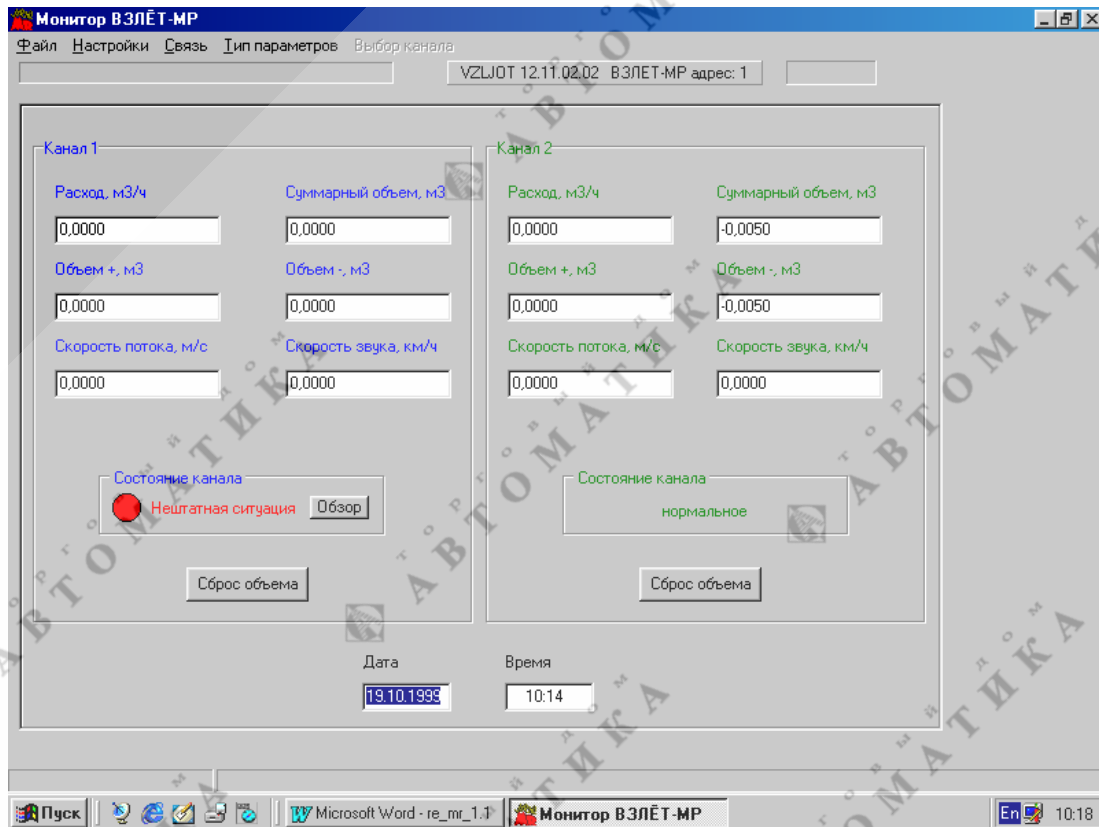 Монитор ВЗЛЁТ-МР
Файл Настройки Связь Тип параметров Выбор канала
VZLJOT 12.11.02.02 ВЗЛЕТ-МР адрес: 1
Канал 1
Расход, м3/ч Суммарный объем, м3
0,0000 0,0000
Объем +, м3 Объем -, м3
0,0000 0,0000
Скорость потока, м/с Скорость звука, км/ч
0,0000 0,0000
Состояние канала
Нештатная ситуация Обзор
Сброс объема
Канал 2
Расход, м3/ч Суммарный объем, м3
0,0000 -0,0050
Объем +, м3 Объем -, м3
0,0000 -0,0050
Скорость потока, м/с Скорость звука, км/ч
0,0000 0,0000
Состояние канала
нормальное
Сброс объема
Дата Время
19.10.1999 10:14
Пуск Microsoft Word - re_mr_1.1 Монитор ВЗЛЁТ-МР En 10:18
торговый дом
АВТОМАТИКА